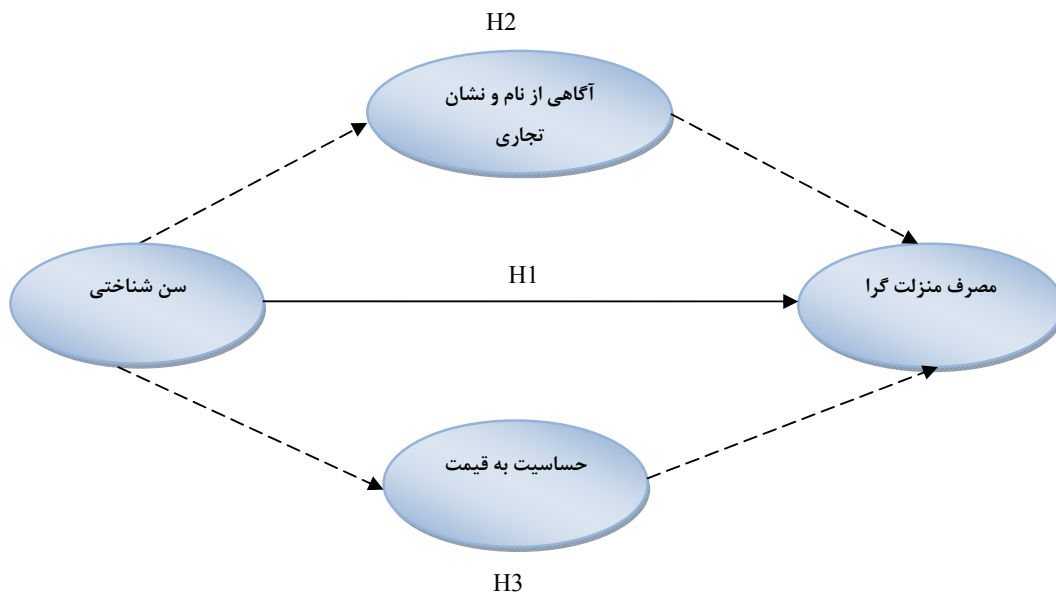 H2
آگاهی از نام و نشان
تجاری
سن شناختی
H1
مصرف منزلت گرا
حساسیت به قیمت
H3